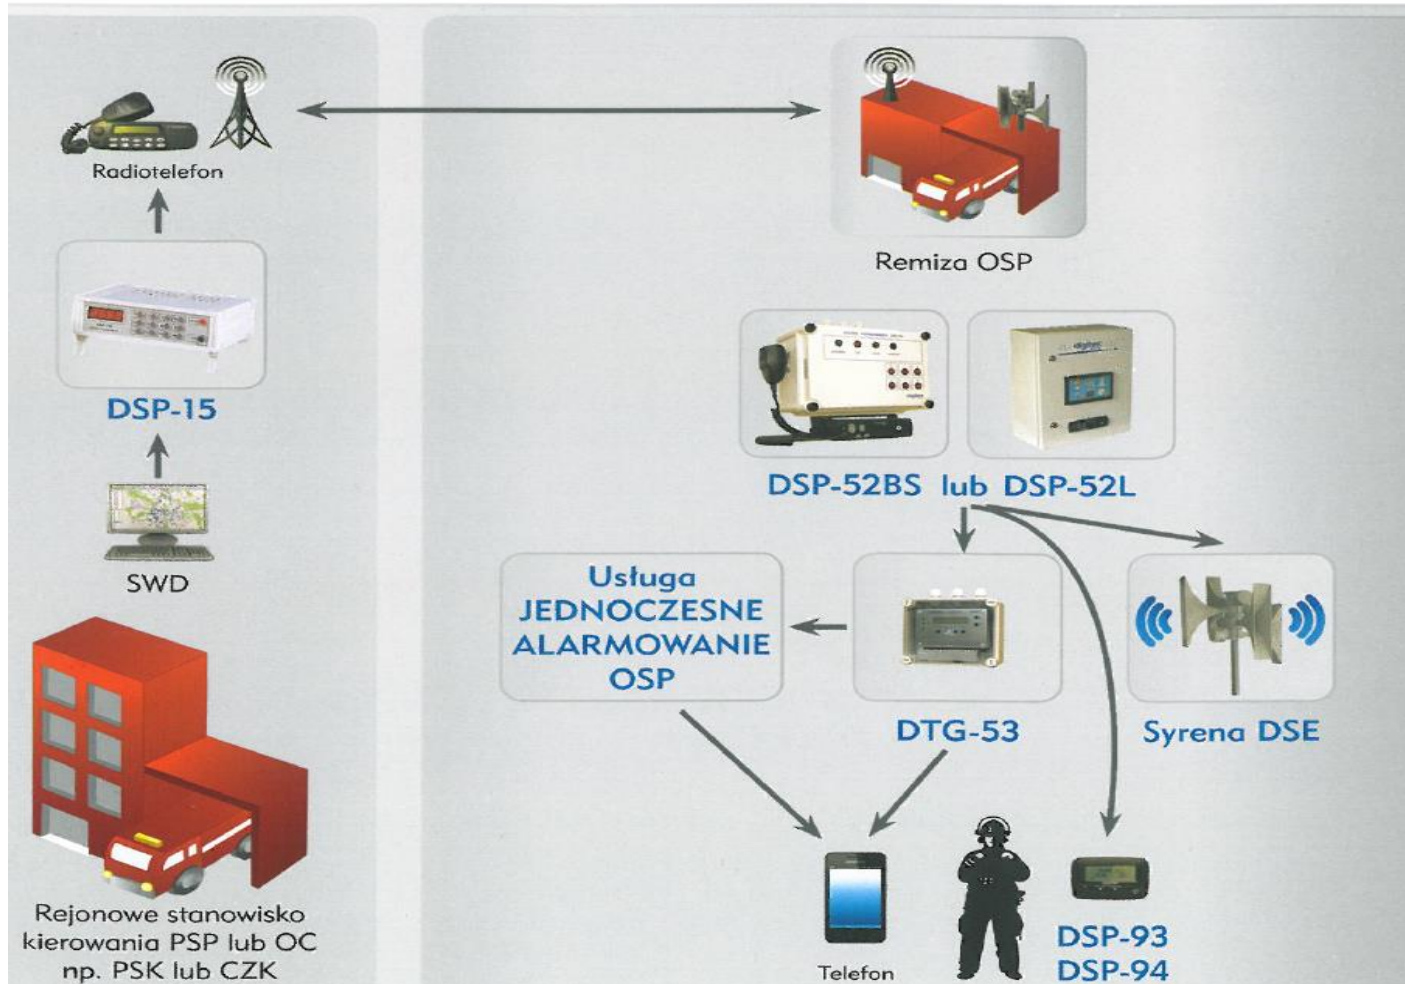 Radiotelefon
DSP-15
SWD
Rejonowe stanowisko
kierowania PSP lub OC
np. PSK lub CZK
Remiza OSP
digitec
DSP-52BS lub DSP-52L
Usługa
JEDNOCZESNE
ALARMOWANIE
OSP
DTG-53
Syrena DSE
Telefon
DSP-93
DSP-94